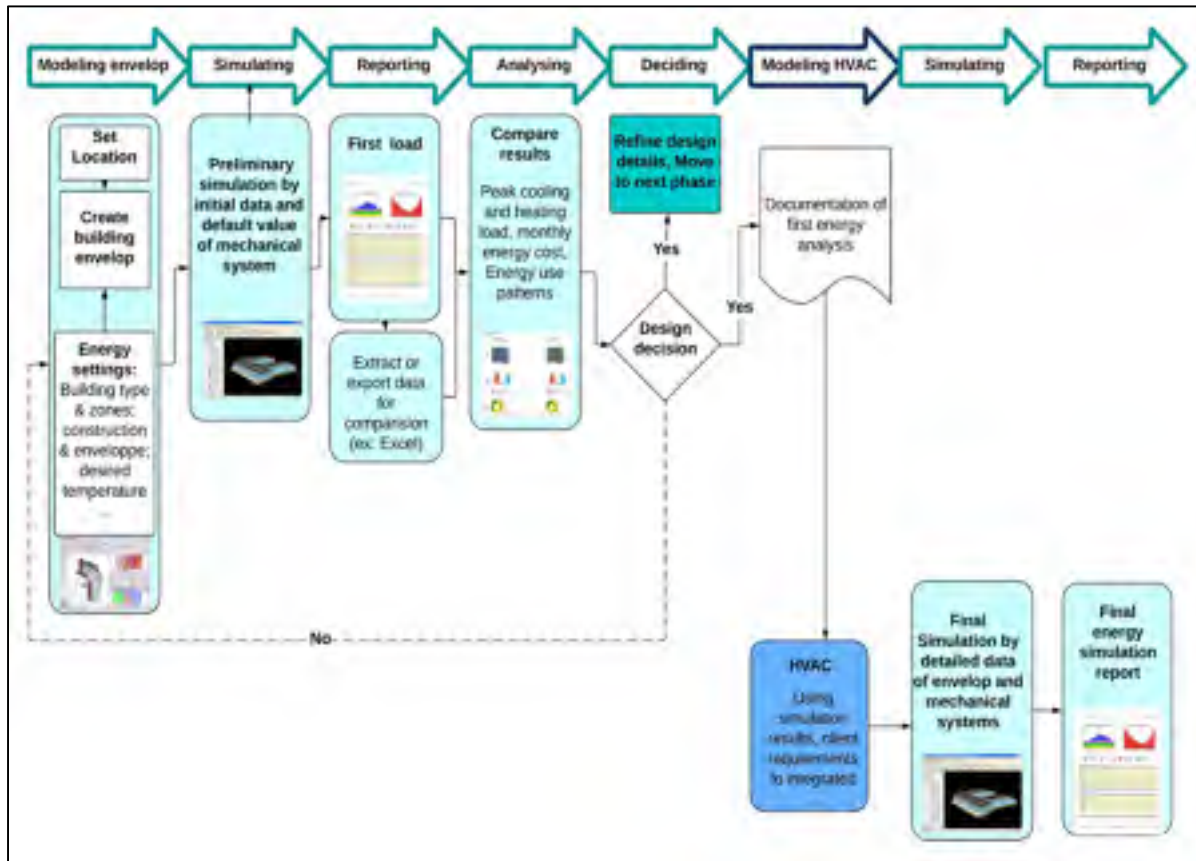 Modeling envelop
Simulating
Reporting
Analysing
Deciding
Modeling HVAC
Simulating
Reporting
Set
Location
Create
building
envelop
Energy
settings:
Building type
& zones;
construction
& enveloppe;
desired
temperature
...
Preliminary
simulation by
initial data and
default value
of mechanical
system
First load
Extract or
export data
for
comparision
(ex: Excel)
Compare
results
Peak cooling
and heating
load, monthly
energy cost,
Energy use
patterns
Refine design
details, Move
to next phase
Yes
Design
decision
Yes
No
Documentation of
first energy
analysis
HVAC
Using
simulation
results, client
requirements
to integrated
Final
Simulation by
detailed data
of envelop and
mechanical
systems
Final
energy
simulation
report